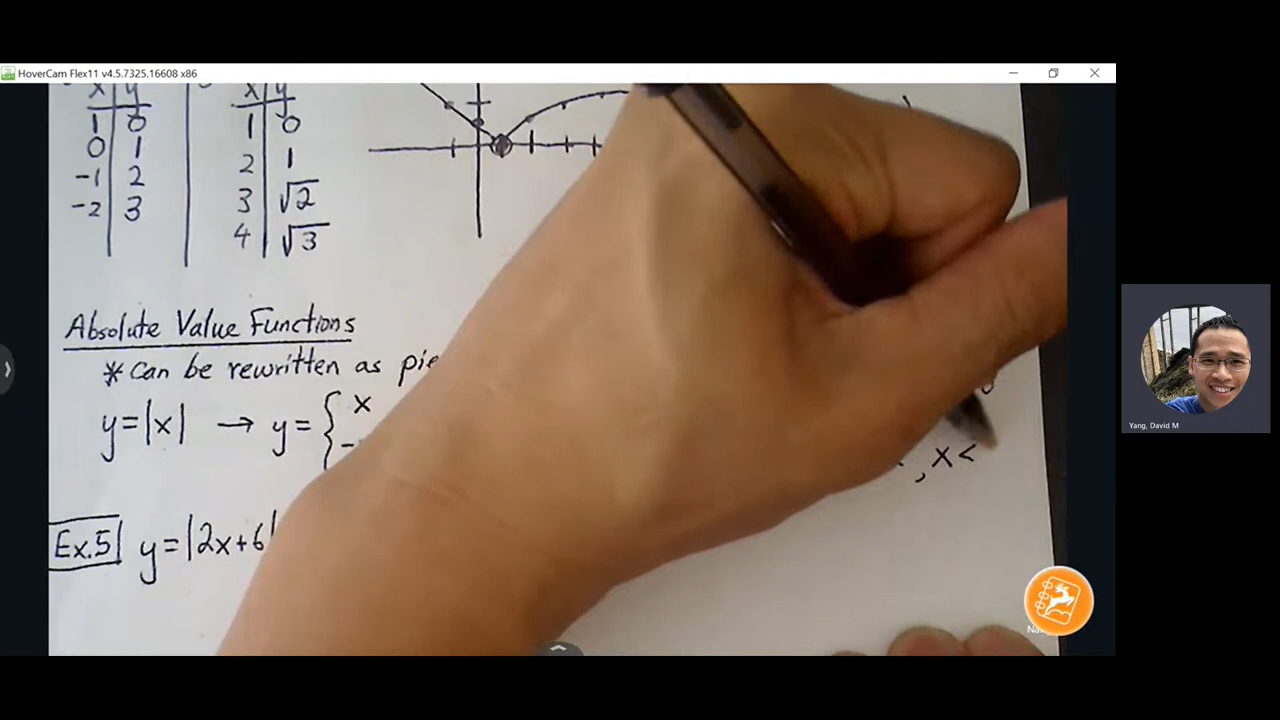 HoverCam Flex11 v4.5.7325.16608 x86
x y
1 0
0 1
-1 2
-2 3
x y
1 0
2 1
3 √2
4 √3
Absolute Value Functions
* Can be rewritten as pie
y=|x| → y={ x
, x<
Ex.5 y=|2x+6|
Yang, David M